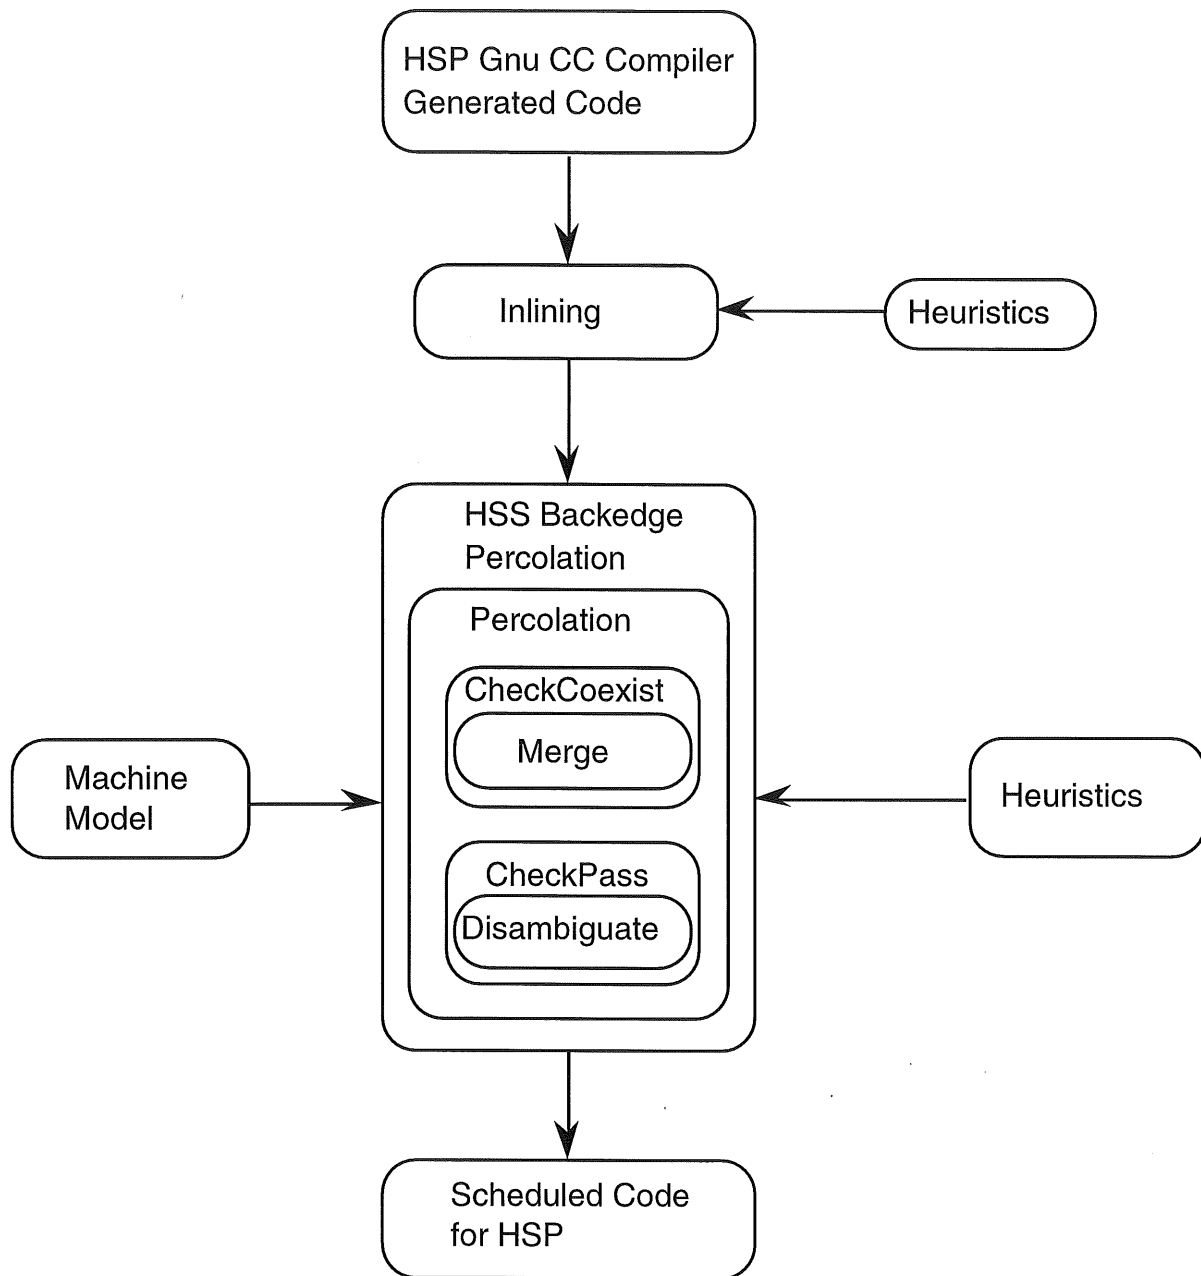 HSP Gnu CC Compiler
Generated Code
Inlining
Heuristics
HSS Backedge
Percolation
Percolation
CheckCoexist
Merge
Machine
Model
Heuristics
CheckPass
Disambiguate
Scheduled Code
for HSP